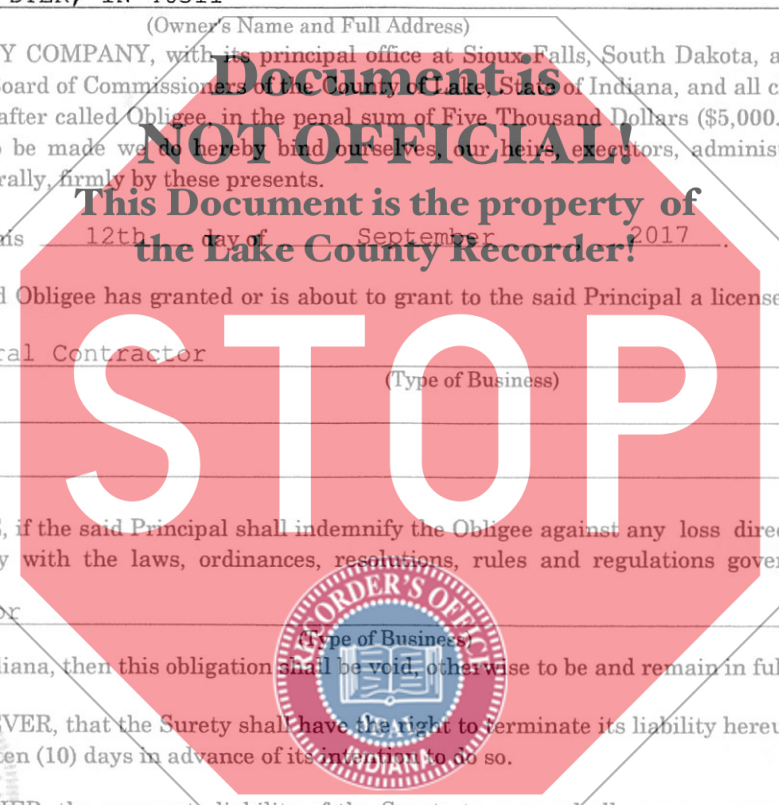 (Owner's Name and Full Address)
Y COMPANY, with its principal office at Sioux Falls, South Dakota, a
oard of Commissioners of the County of Lake, State of Indiana, and all c
Document is
after called Obligee, in the penal sum of Five Thousand Dollars ($5,000.
NOT OFFICIAL!
be made we do hereby bind ourselves, our heirs, executors, administ
rally, firmly by these presents.
This Document is the property of
is 12th day of September, 2017.
the Lake County Recorder!
d Obligee has granted or is about to grant to the said Principal a license
STOP
ral Contractor
(Type of Business)
, if the said Principal shall indemnify the Obligee against any loss dire
y with the laws, ordinances, resolutions, rules and regulations gover
or
RECORDER'S OFFICE
(Type of Business)
diana, then this obligation shall be void, otherwise to be and remain in ful
EVER, that the Surety shall have the right to terminate its liability hereu
SEAL
en (10) days in advance of its intention to do so.
INDIANA